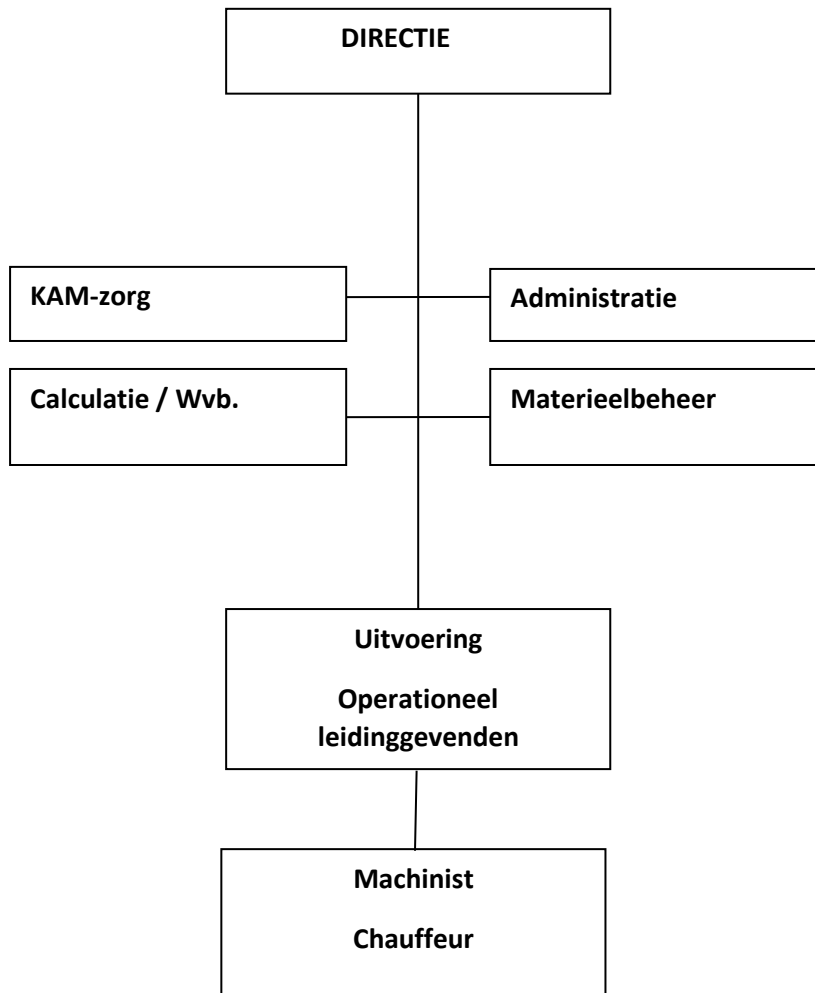 DIRECTIE
KAM-zorg
Administratie
Calculatie / Wvb.
Materieelbeheer
Uitvoering
Operationeel
leidinggevenden
Machinist
Chauffeur